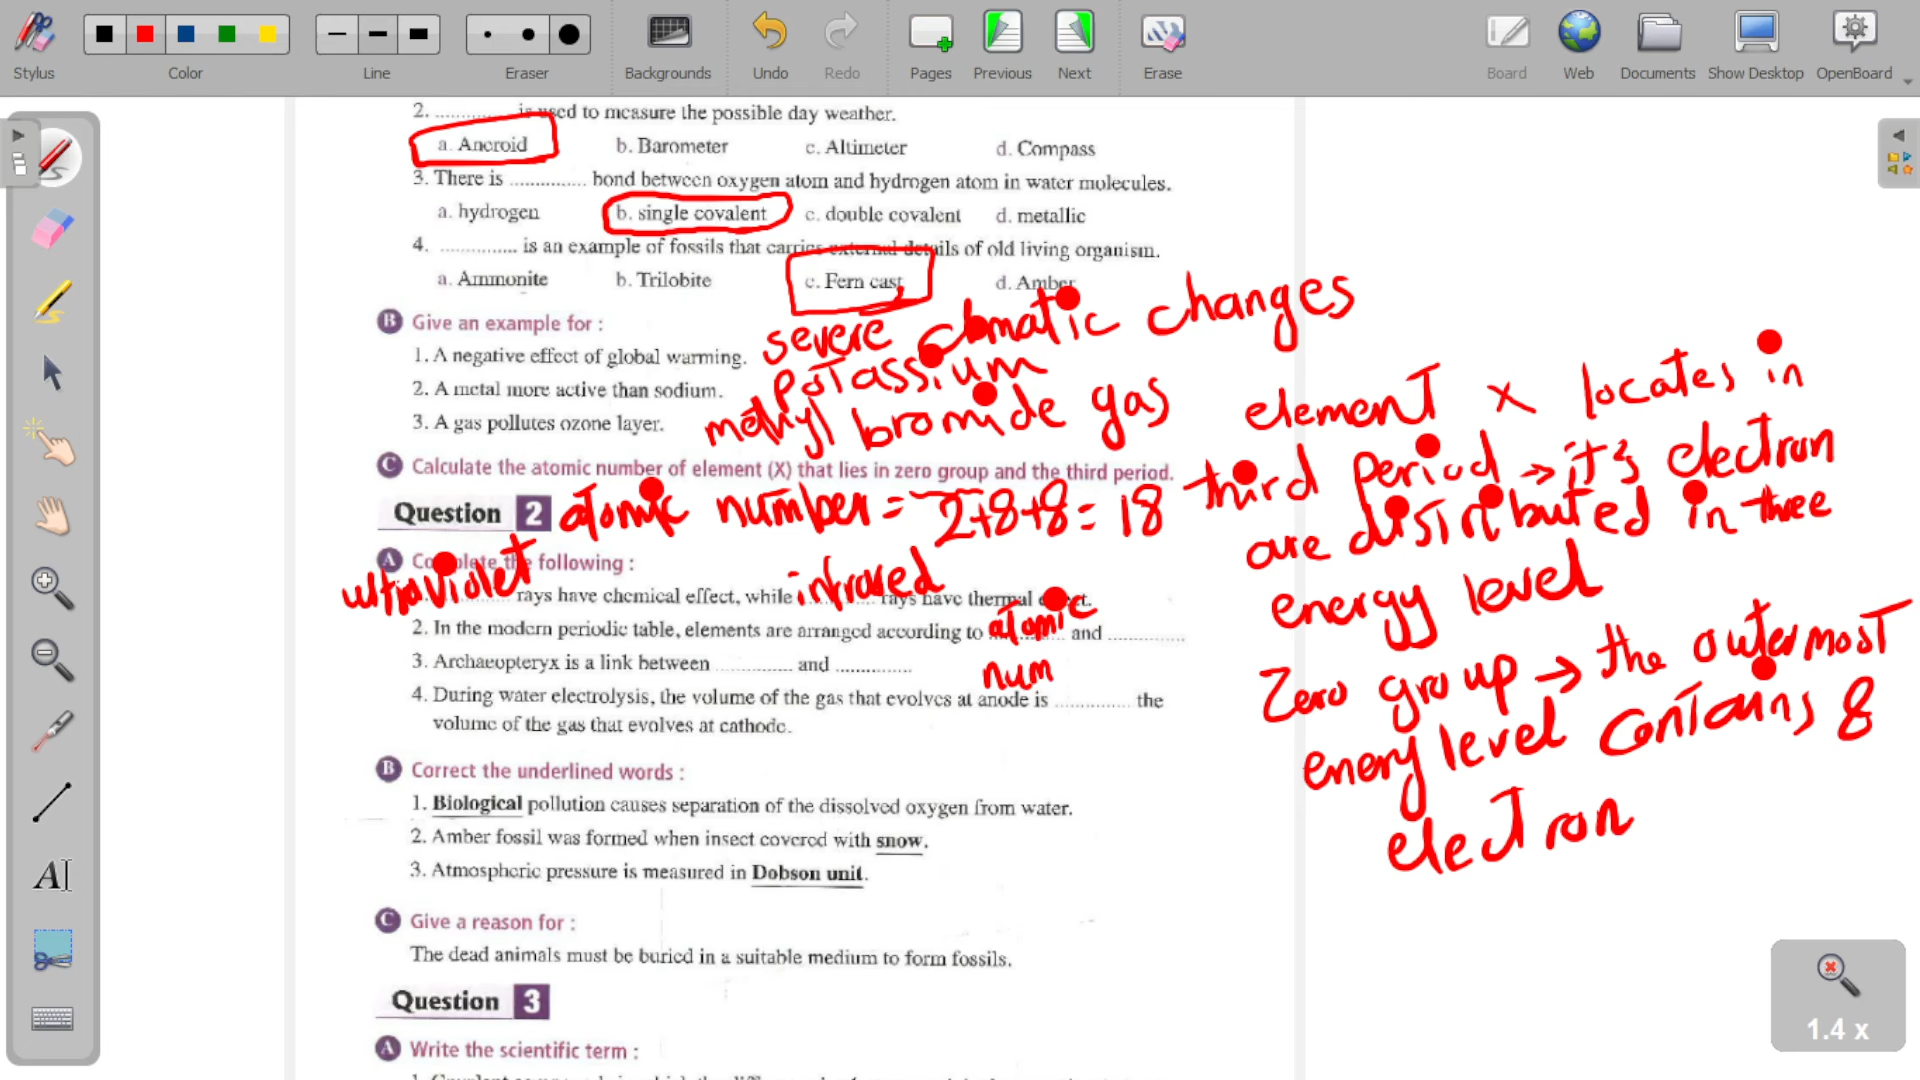 Stylus
Color
Line
Eraser
Backgrounds
Undo
Redo
Pages
Previous
Next
Erase
Board
Web
Documents
Show Desktop
OpenBoard
2. ............ is used to measure the possible day weather.
a. Aneroid b. Barometer c. Altimeter d. Compass
3. There is ............ bond between oxygen atom and hydrogen atom in water molecules.
a. hydrogen b. single covalent c. double covalent d. metallic
4. ............ is an example of fossils that carries external details of old living organism.
a. Ammonite b. Trilobite c. Fern cast d. Amber
B Give an example for :
1. A negative effect of global warming. severe climatic changes
2. A metal more active than sodium. potassium
3. A gas pollutes ozone layer. methyl bromide gas
C Calculate the atomic number of element (X) that lies in zero group and the third period.
element X locates in
third period → it's electron
are distributed in three
energy level
Zero group → the outermost
energy level contains 8
electron
Question 2
atomic number = 2+8+8 = 18
A Complete the following :
1. ultraviolet rays have chemical effect, while infrared rays have thermal effect.
2. In the modern periodic table, elements are arranged according to atomic num and ............
3. Archaeopteryx is a link between ............ and ............
4. During water electrolysis, the volume of the gas that evolves at anode is ............ the
volume of the gas that evolves at cathode.
B Correct the underlined words :
1. Biological pollution causes separation of the dissolved oxygen from water.
2. Amber fossil was formed when insect covered with snow.
3. Atmospheric pressure is measured in Dobson unit.
C Give a reason for :
The dead animals must be buried in a suitable medium to form fossils.
Question 3
A Write the scientific term :
1.4 x